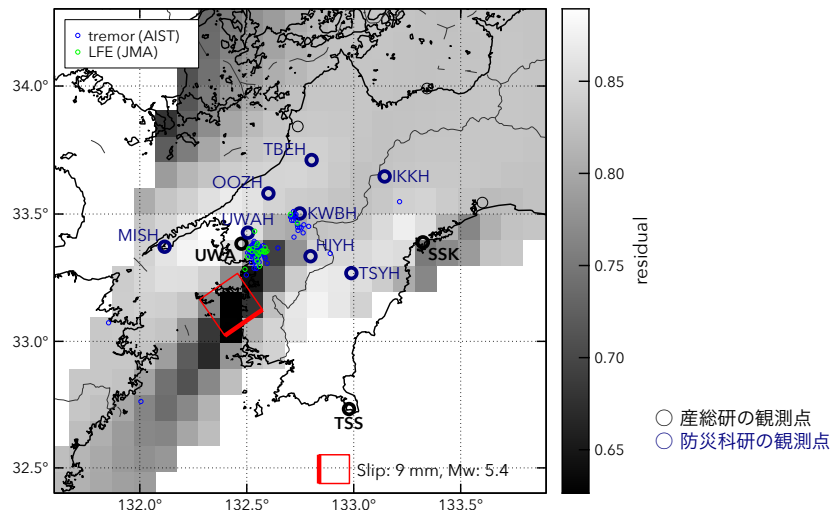 tremor (AIST)
LFE (JMA)
34.0°
33.5°
33.0°
32.5°
132.0°
132.5°
133.0°
133.5°
TBEH
IKKH
OOZH
KWBH
UWAH
MISH
UWA
HIYH
SSK
TSYH
TSS
Slip: 9 mm, Mw: 5.4
0.85
0.80
0.75
0.70
0.65
residual
産総研の観測点
防災科研の観測点